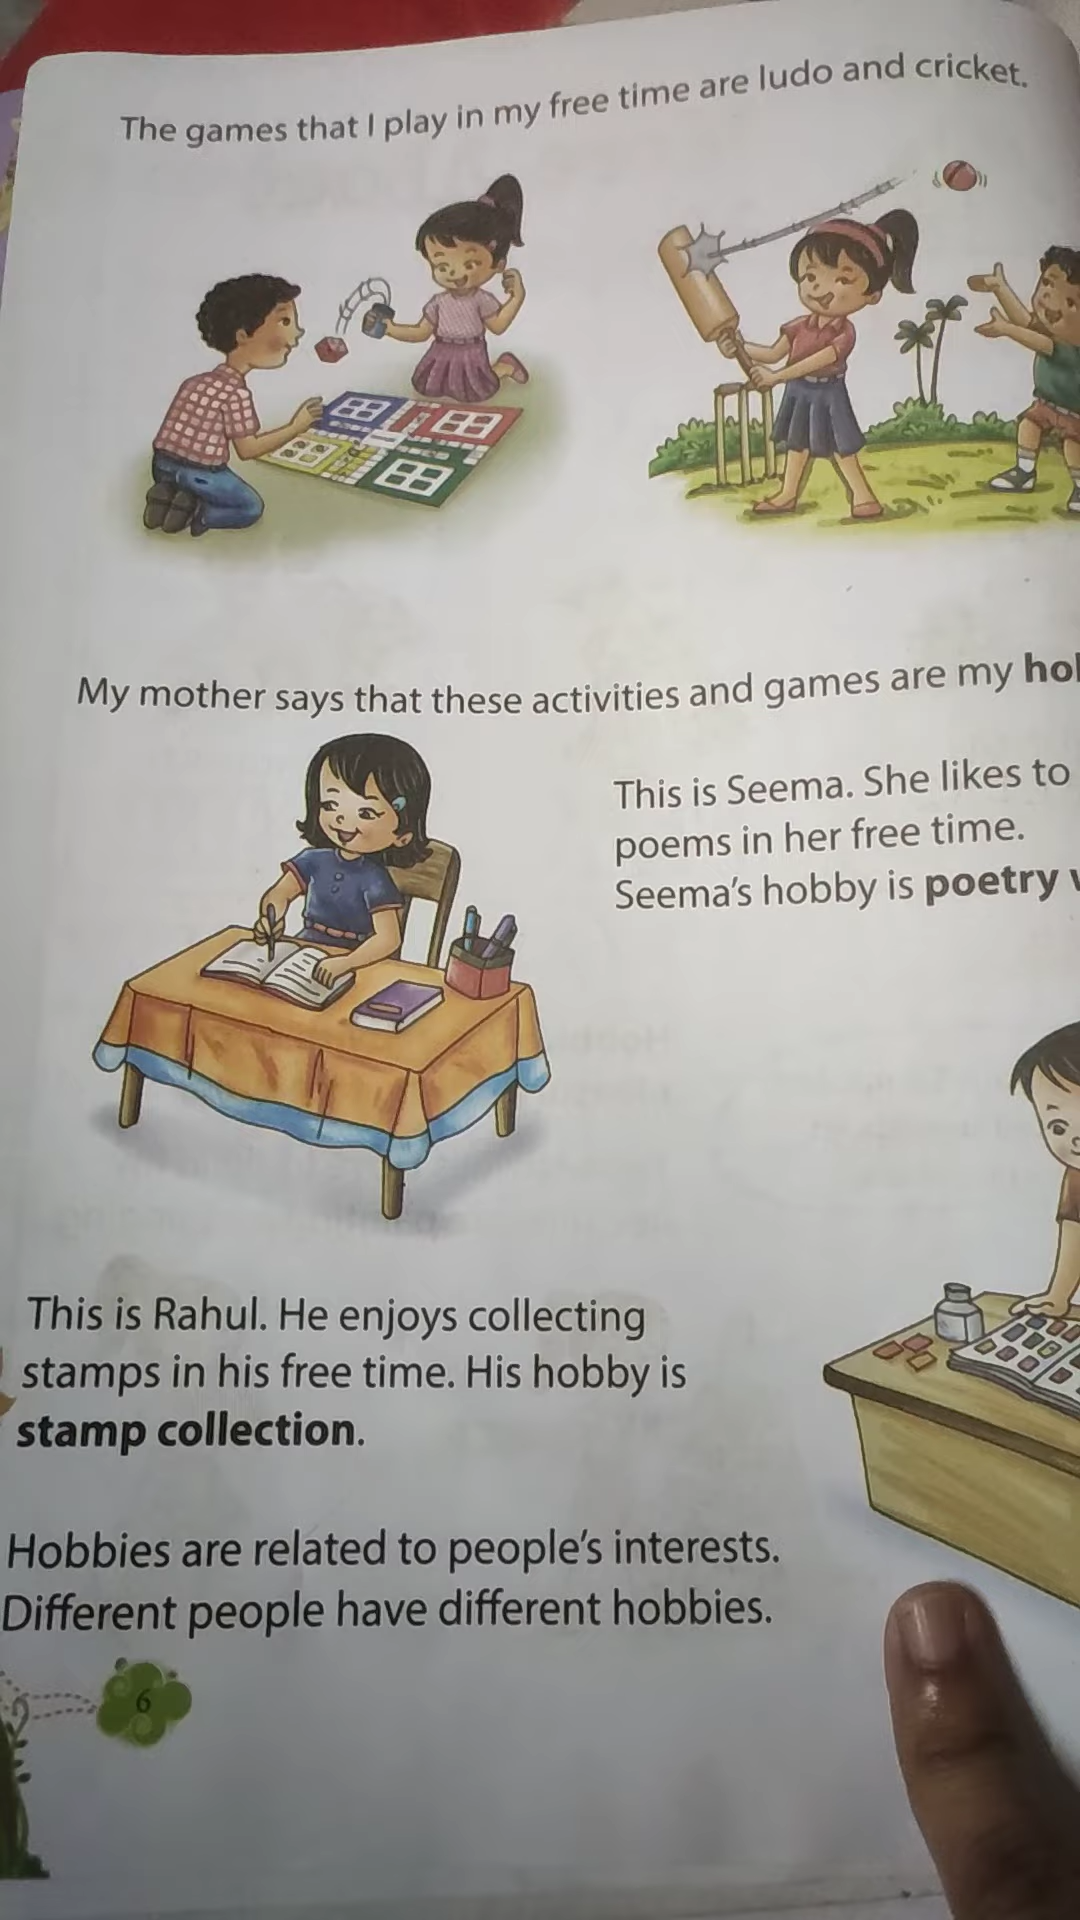 The games that I play in my free time are ludo and cricket.
My mother says that these activities and games are my
This is Seema. She likes to
poems in her free time.
Seema's hobby is poetry
This is Rahul. He enjoys collecting
stamps in his free time. His hobby is
stamp collection.
Hobbies are related to people's interests.
Different people have different hobbies.
6